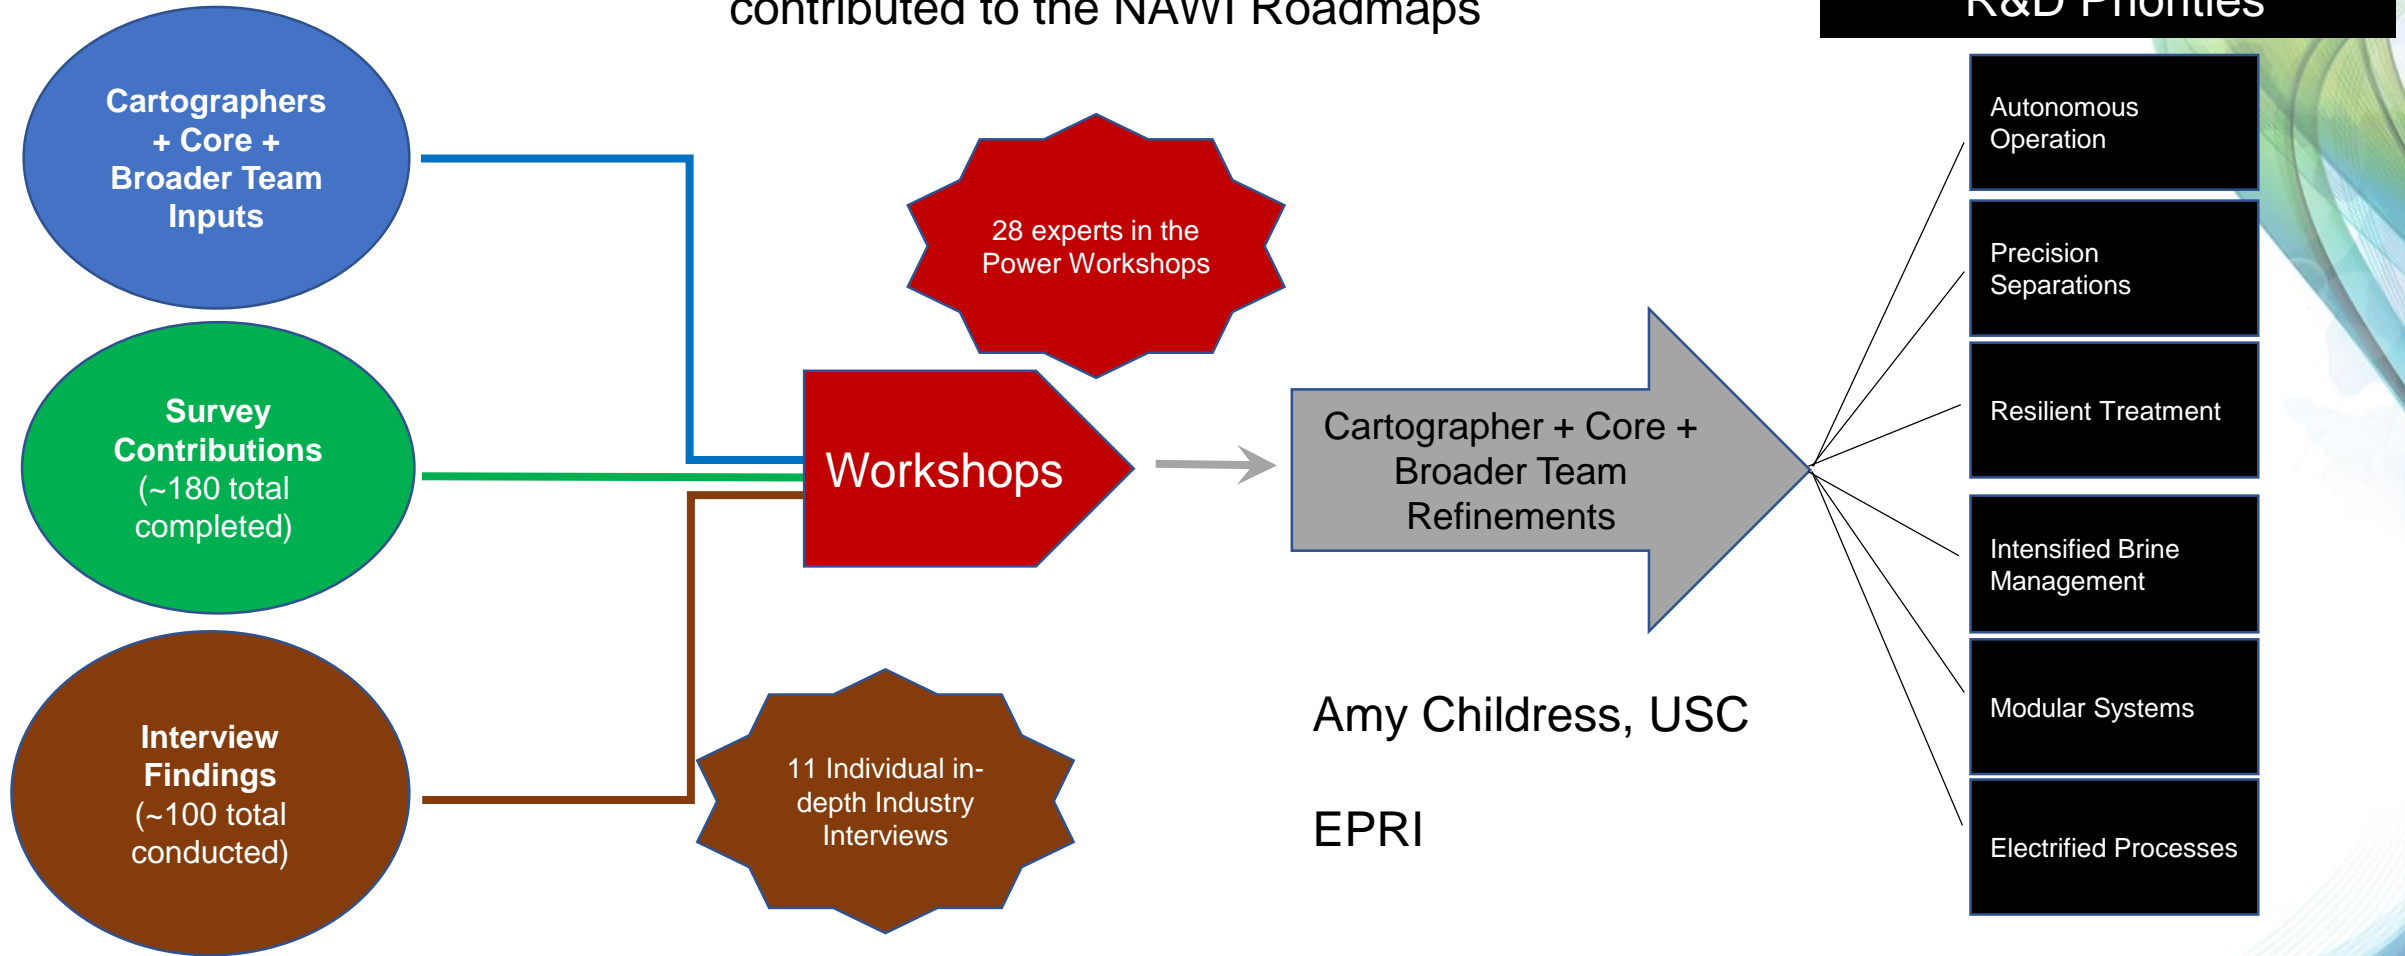 contributed to the NAWI Roadmaps
R&D Priorities
Cartographers
+ Core +
Broader Team
Inputs
Survey
Contributions
(~180 total
completed)
Interview
Findings
(~100 total
conducted)
28 experts in the
Power Workshops
Workshops
11 Individual in-
depth Industry
Interviews
Cartographer + Core +
Broader Team
Refinements
Amy Childress, USC
EPRI
Autonomous
Operation
Precision
Separations
Resilient Treatment
Intensified Brine
Management
Modular Systems
Electrified Processes